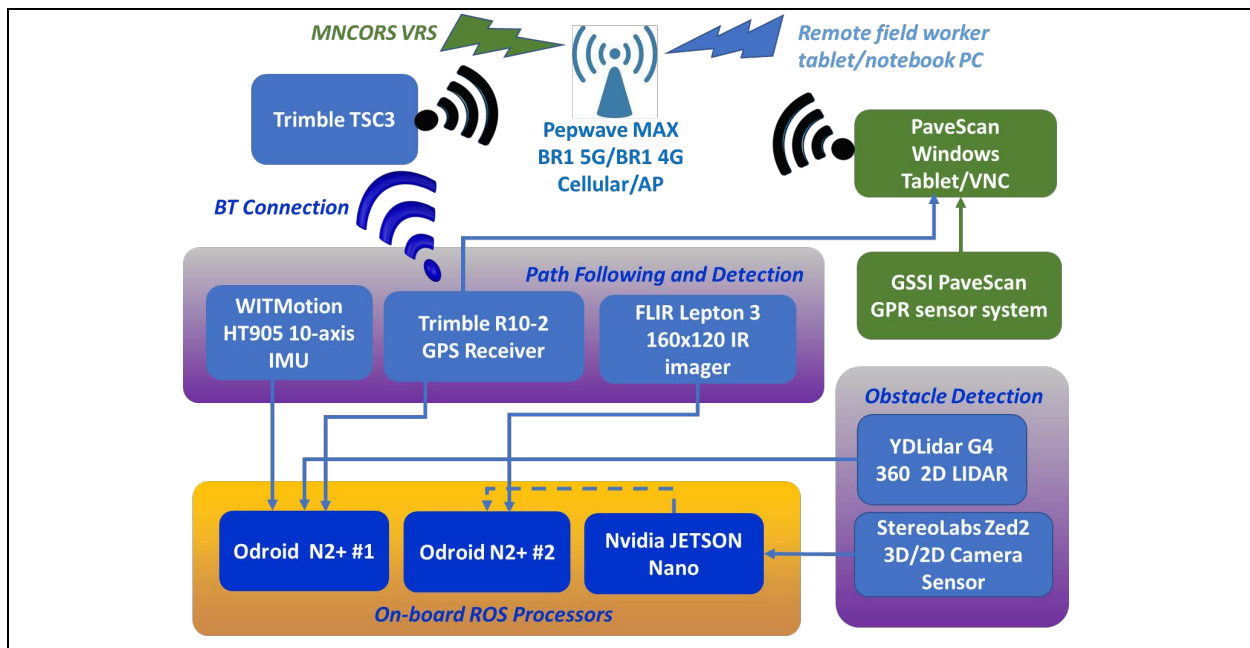 MNCORS VRS
Remote field worker
tablet/notebook PC
Trimble TSC3
Pepwave MAX
BR1 5G/BR1 4G
Cellular/AP
PaveScan
Windows
Tablet/VNC
BT Connection
Path Following and Detection
WITMotion
HT905 10-axis
IMU
Trimble R10-2
GPS Receiver
FLIR Lepton 3
160x120 IR
imager
GSSI PaveScan
GPR sensor system
Obstacle Detection
YDLidar G4
360 2D LIDAR
StereoLabs Zed2
3D/2D Camera
Sensor
Odroid N2+ #1
Odroid N2+ #2
Nvidia JETSON
Nano
On-board ROS Processors